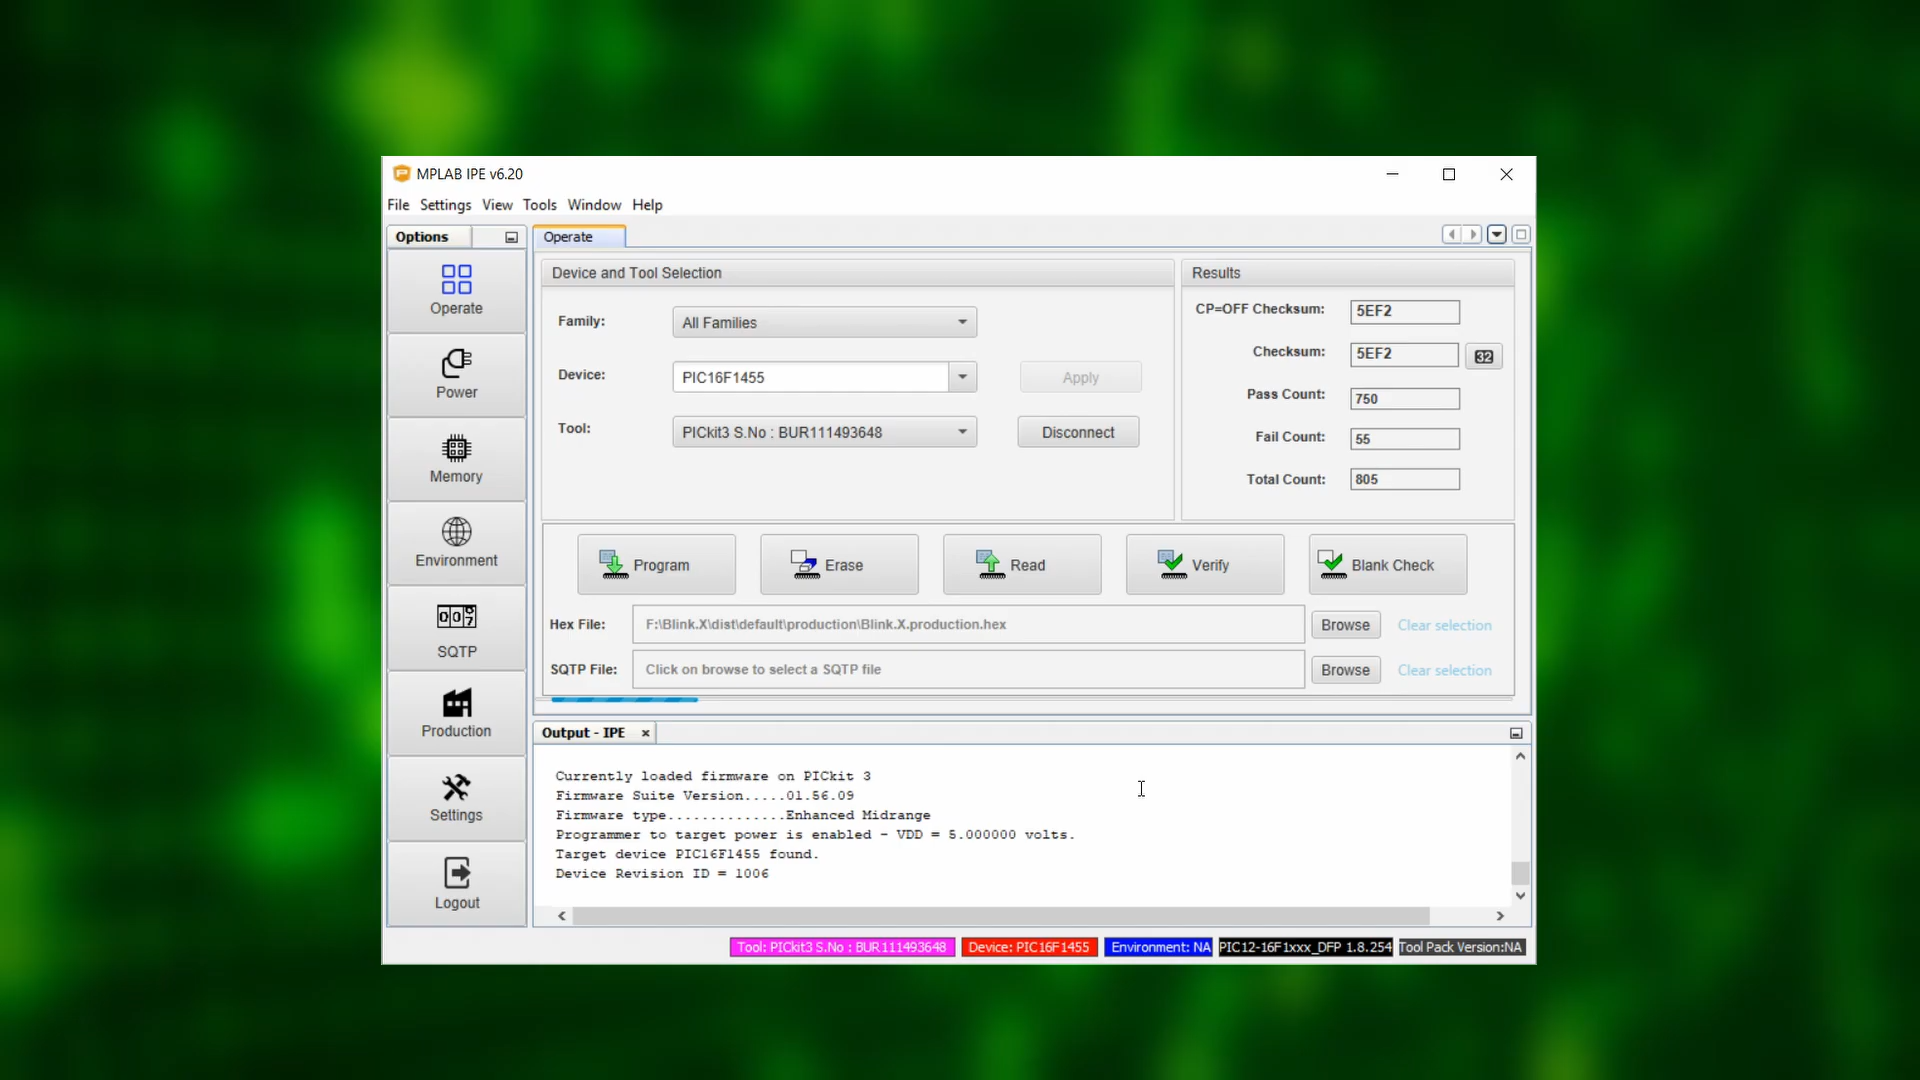 MPLAB IPE v6.20
File Settings View Tools Window Help
Options
Operate
Power
Memory
Environment
007
SQTP
Production
Settings
Logout
Operate
Device and Tool Selection
Family: All Families
Device: PIC16F1455 Apply
Tool: PICkit3 S.No : BUR111493648 Disconnect
Results
CP=OFF Checksum: 5EF2
Checksum: 5EF2 32
Pass Count: 750
Fail Count: 55
Total Count: 805
Program Erase Read Verify Blank Check
Hex File: F:\Blink.X\dist\default\production\Blink.X.production.hex Browse Clear selection
SQTP File: Click on browse to select a SQTP file Browse Clear selection
Output - IPE
Currently loaded firmware on PICkit 3
Firmware Suite Version.....01.56.09
Firmware type..............Enhanced Midrange
Programmer to target power is enabled - VDD = 5.000000 volts.
Target device PIC16F1455 found.
Device Revision ID = 1006
Tool: PICkit3 S.No : BUR111493648 Device: PIC16F1455 Environment: NA PIC12-16F1xxx_DFP 1.8.254 Tool Pack Version:NA